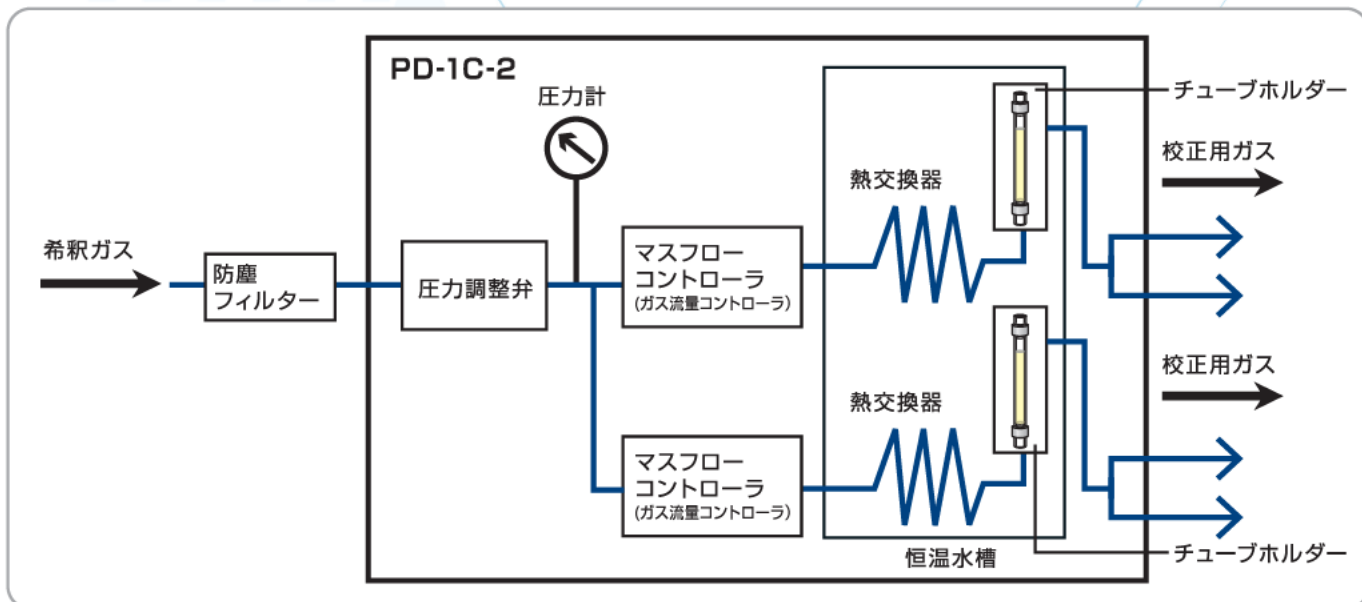 PD-1C-2
圧力計
チューブホルダー
校正用ガス
熱交換器
希釈ガス
防塵
フィルター
圧力調整弁
マスフロー
コントローラ
(ガス流量コントローラ)
校正用ガス
熱交換器
マスフロー
コントローラ
(ガス流量コントローラ)
恒温水槽
チューブホルダー